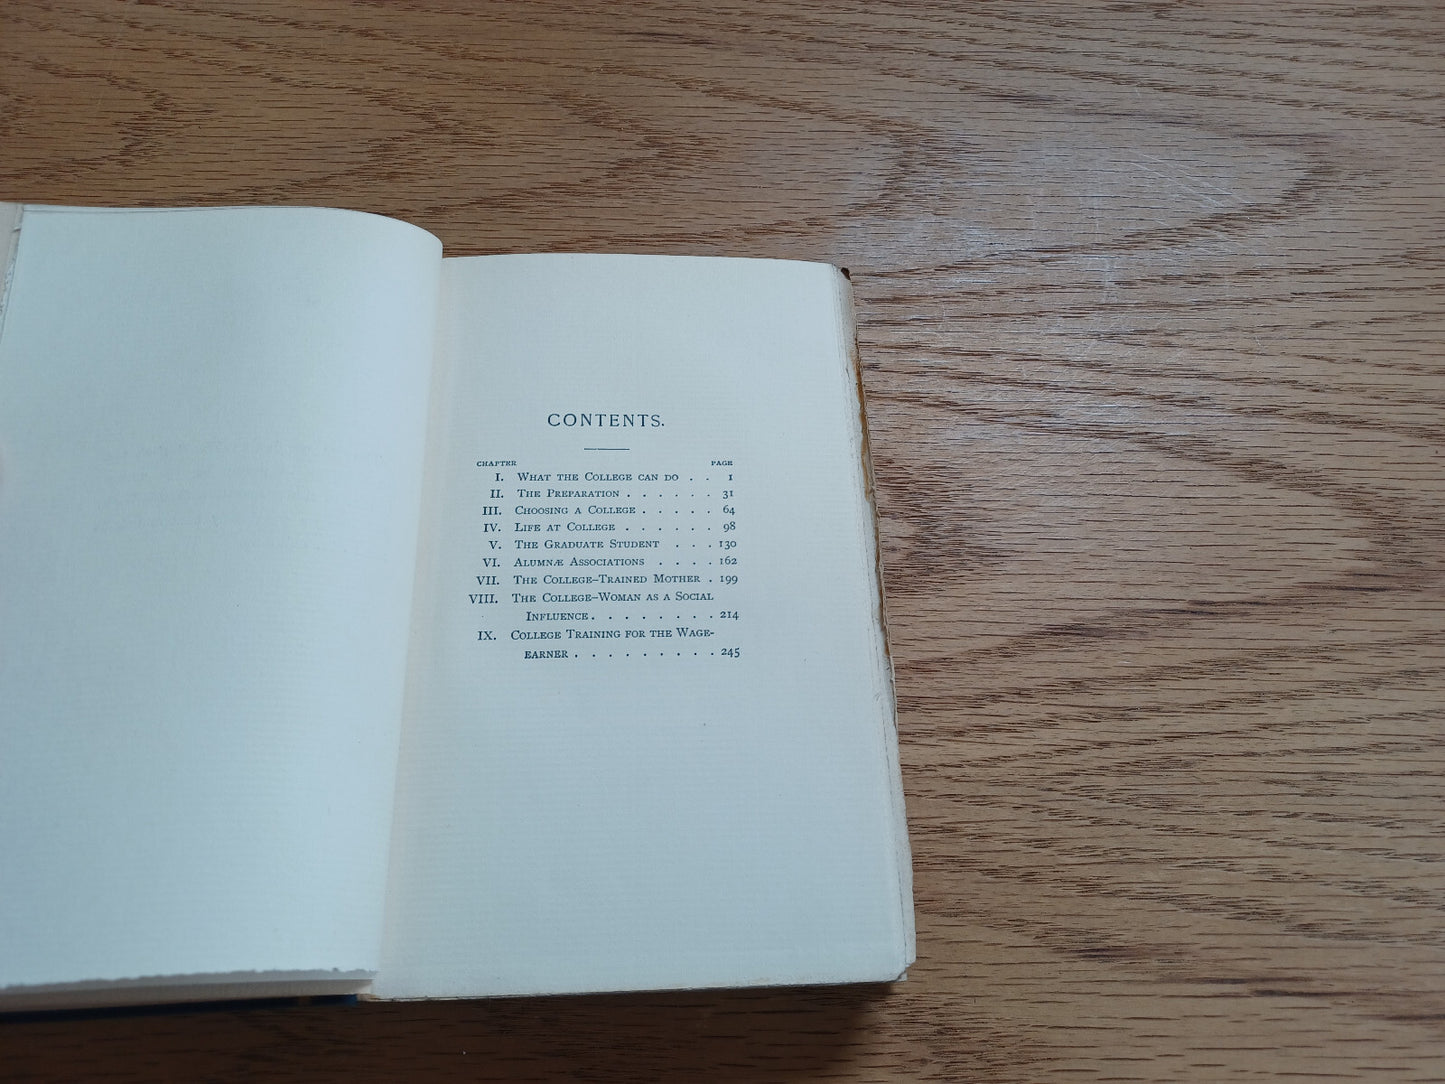 CONTENTS.
CHAPTER PAGE
I. WHAT THE COLLEGE CAN DO . . 1
II. THE PREPARATION . . . . . . 31
III. CHOOSING A COLLEGE . . . . . 64
IV. LIFE AT COLLEGE . . . . . . 98
V. THE GRADUATE STUDENT . . . 130
VI. ALUMNÆ ASSOCIATIONS . . . . 162
VII. THE COLLEGE-TRAINED MOTHER . 199
VIII. THE COLLEGE-WOMAN AS A SOCIAL
INFLUENCE . . . . . . . . 214
IX. COLLEGE TRAINING FOR THE WAGE-
EARNER . . . . . . . . . 245